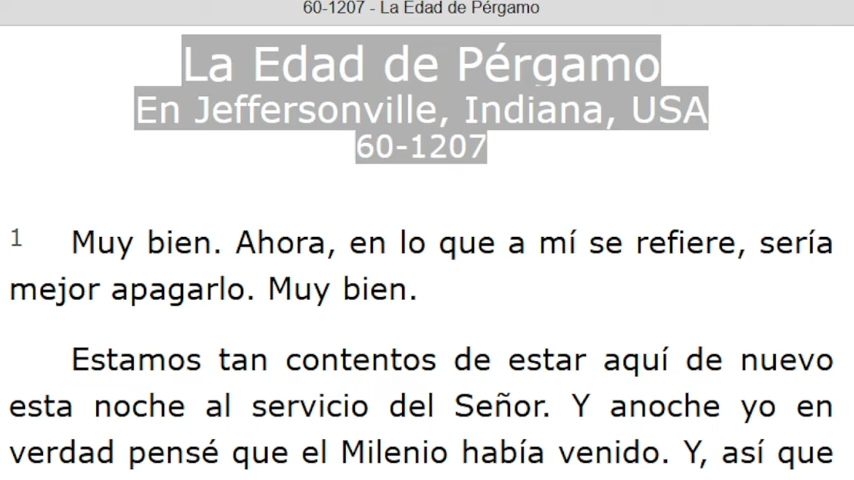 60-1207 - La Edad de Pérgamo
La Edad de Pérgamo
En Jeffersonville, Indiana, USA
60-1207
1 Muy bien. Ahora, en lo que a mí se refiere, sería
mejor apagarlo. Muy bien.
Estamos tan contentos de estar aquí de nuevo
esta noche al servicio del Señor. Y anoche yo en
verdad pensé que el Milenio había venido. Y, así que